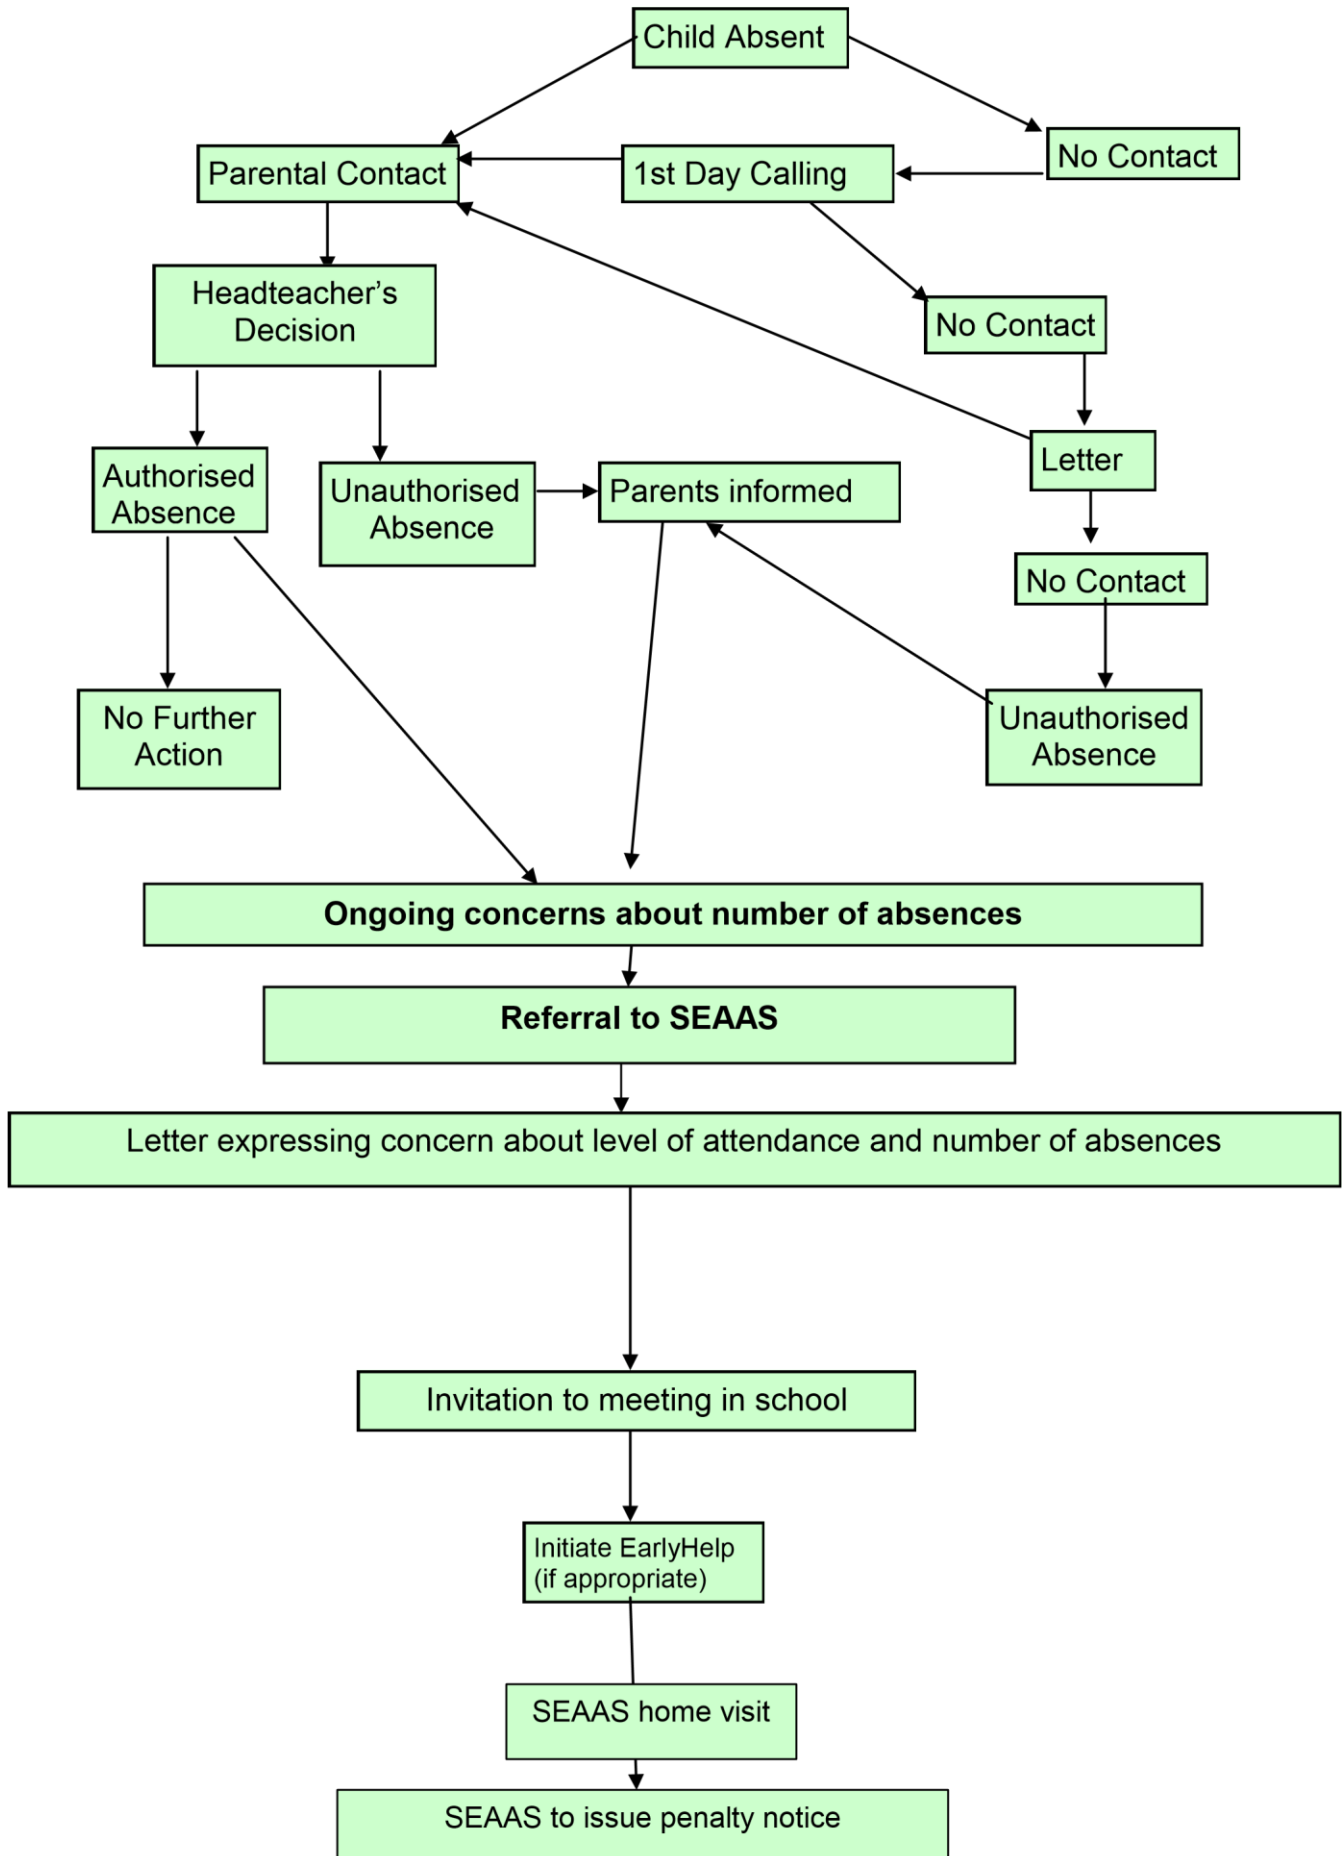 Child Absent
No Contact
Parental Contact
1st Day Calling
Headteacher’s
Decision
No Contact
Letter
Authorised
Absence
Unauthorised
Absence
Parents informed
No Contact
No Further
Action
Unauthorised
Absence
Ongoing concerns about number of absences
Referral to SEAAS
Letter expressing concern about level of attendance and number of absences
Invitation to meeting in school
Initiate EarlyHelp
(if appropriate)
SEAAS home visit
SEAAS to issue penalty notice